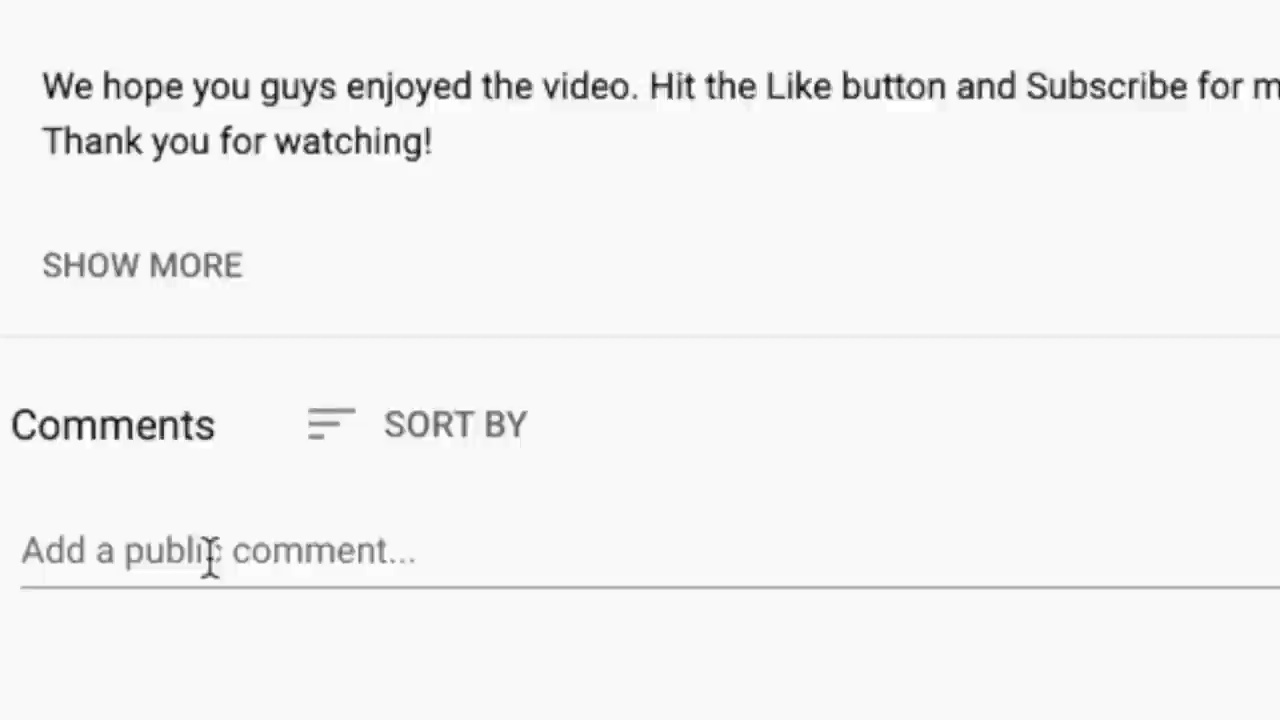 We hope you guys enjoyed the video. Hit the Like button and Subscribe for m
Thank you for watching!
SHOW MORE
Comments SORT BY
Add a public comment...